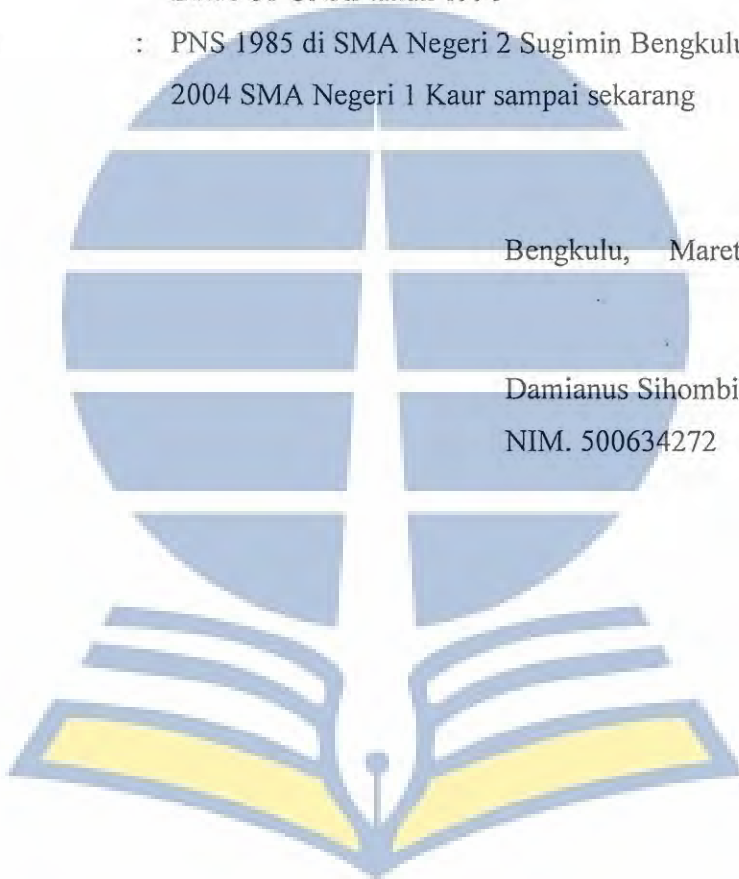 : PNS 1985 di SMA Negeri 2 Sugimin Bengkulu
2004 SMA Negeri 1 Kaur sampai sekarang
Bengkulu, Maret
Damianus Sihombi
NIM. 500634272